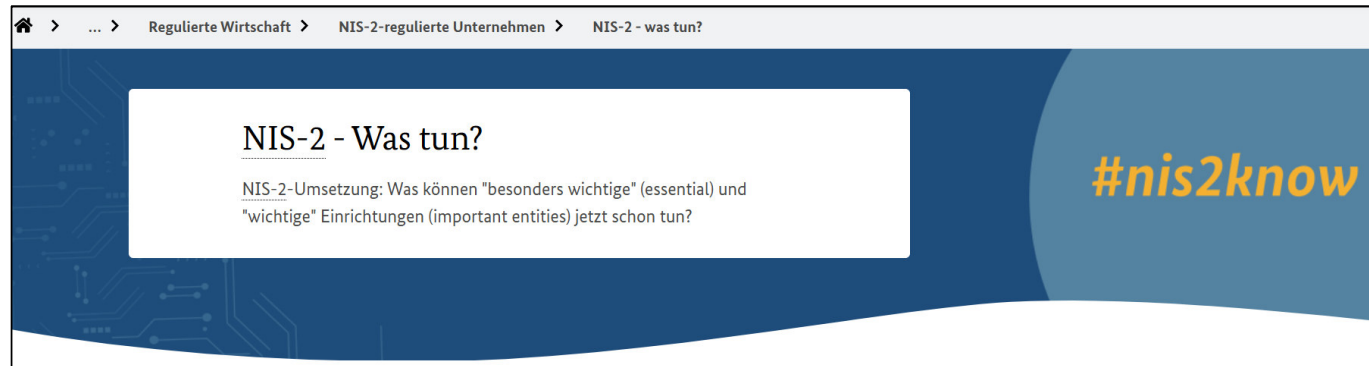 ... Regulierte Wirtschaft NIS-2-regulierte Unternehmen NIS-2 - was tun?
NIS-2 - Was tun?
NIS-2-Umsetzung: Was können "besonders wichtige" (essential) und
"wichtige" Einrichtungen (important entities) jetzt schon tun?
#nis2know